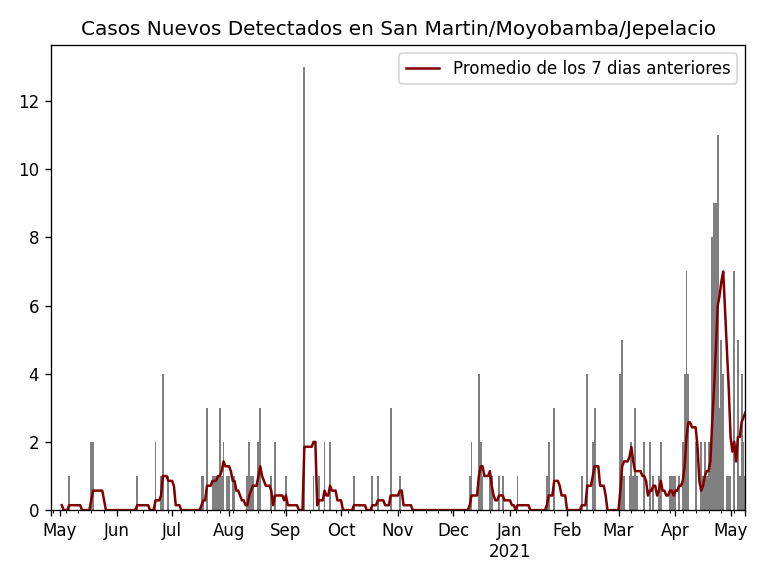 Casos Nuevos Detectados en San Martin/Moyobamba/Jepelacio
Promedio de los 7 dias anteriores
12
10
8
6
4
2
0
May Jun Jul Aug Sep Oct Nov Dec Jan Feb Mar Apr May
2021